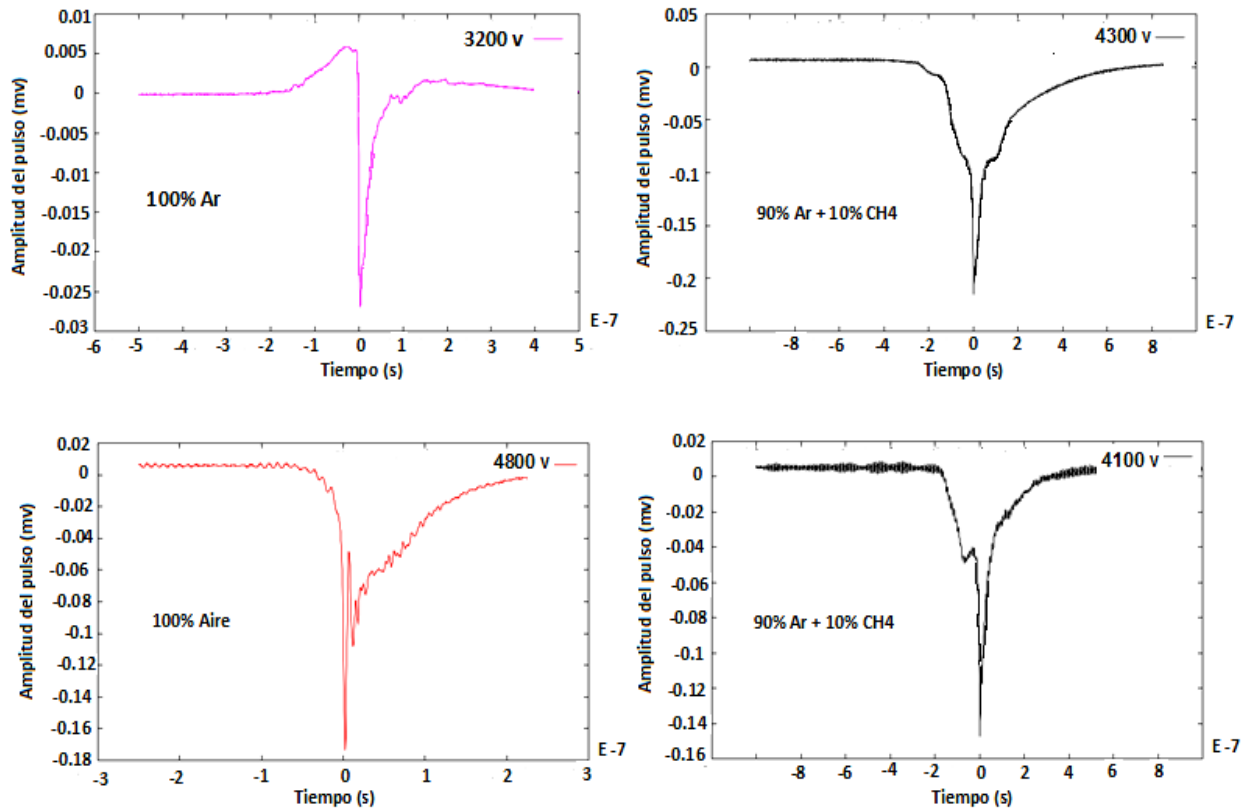 3200 v
Amplitud del pulso (mv)
0.01
0.005
0
-0.005
-0.01
-0.015
-0.02
-0.025
-0.03
100% Ar
-6 -5 -4 -3 -2 -1 0 1 2 3 4 5
E -7
Tiempo (s)
4300 v
Amplitud del pulso (mv)
0.05
0
-0.05
-0.1
-0.15
-0.2
-0.25
90% Ar + 10% CH4
-8 -6 -4 -2 0 2 4 6 8
E -7
Tiempo (s)
4800 v
Amplitud del pulso (mv)
0.02
0
-0.02
-0.04
-0.06
-0.08
-0.1
-0.12
-0.14
-0.16
-0.18
100% Aire
-3 -2 -1 0 1 2 3
E -7
Tiempo (s)
4100 v
Amplitud del pulso (mv)
0.02
0
-0.02
-0.04
-0.06
-0.08
-0.1
-0.12
-0.14
-0.16
90% Ar + 10% CH4
-8 -6 -4 -2 0 2 4 6 8
E -7
Tiempo (s)